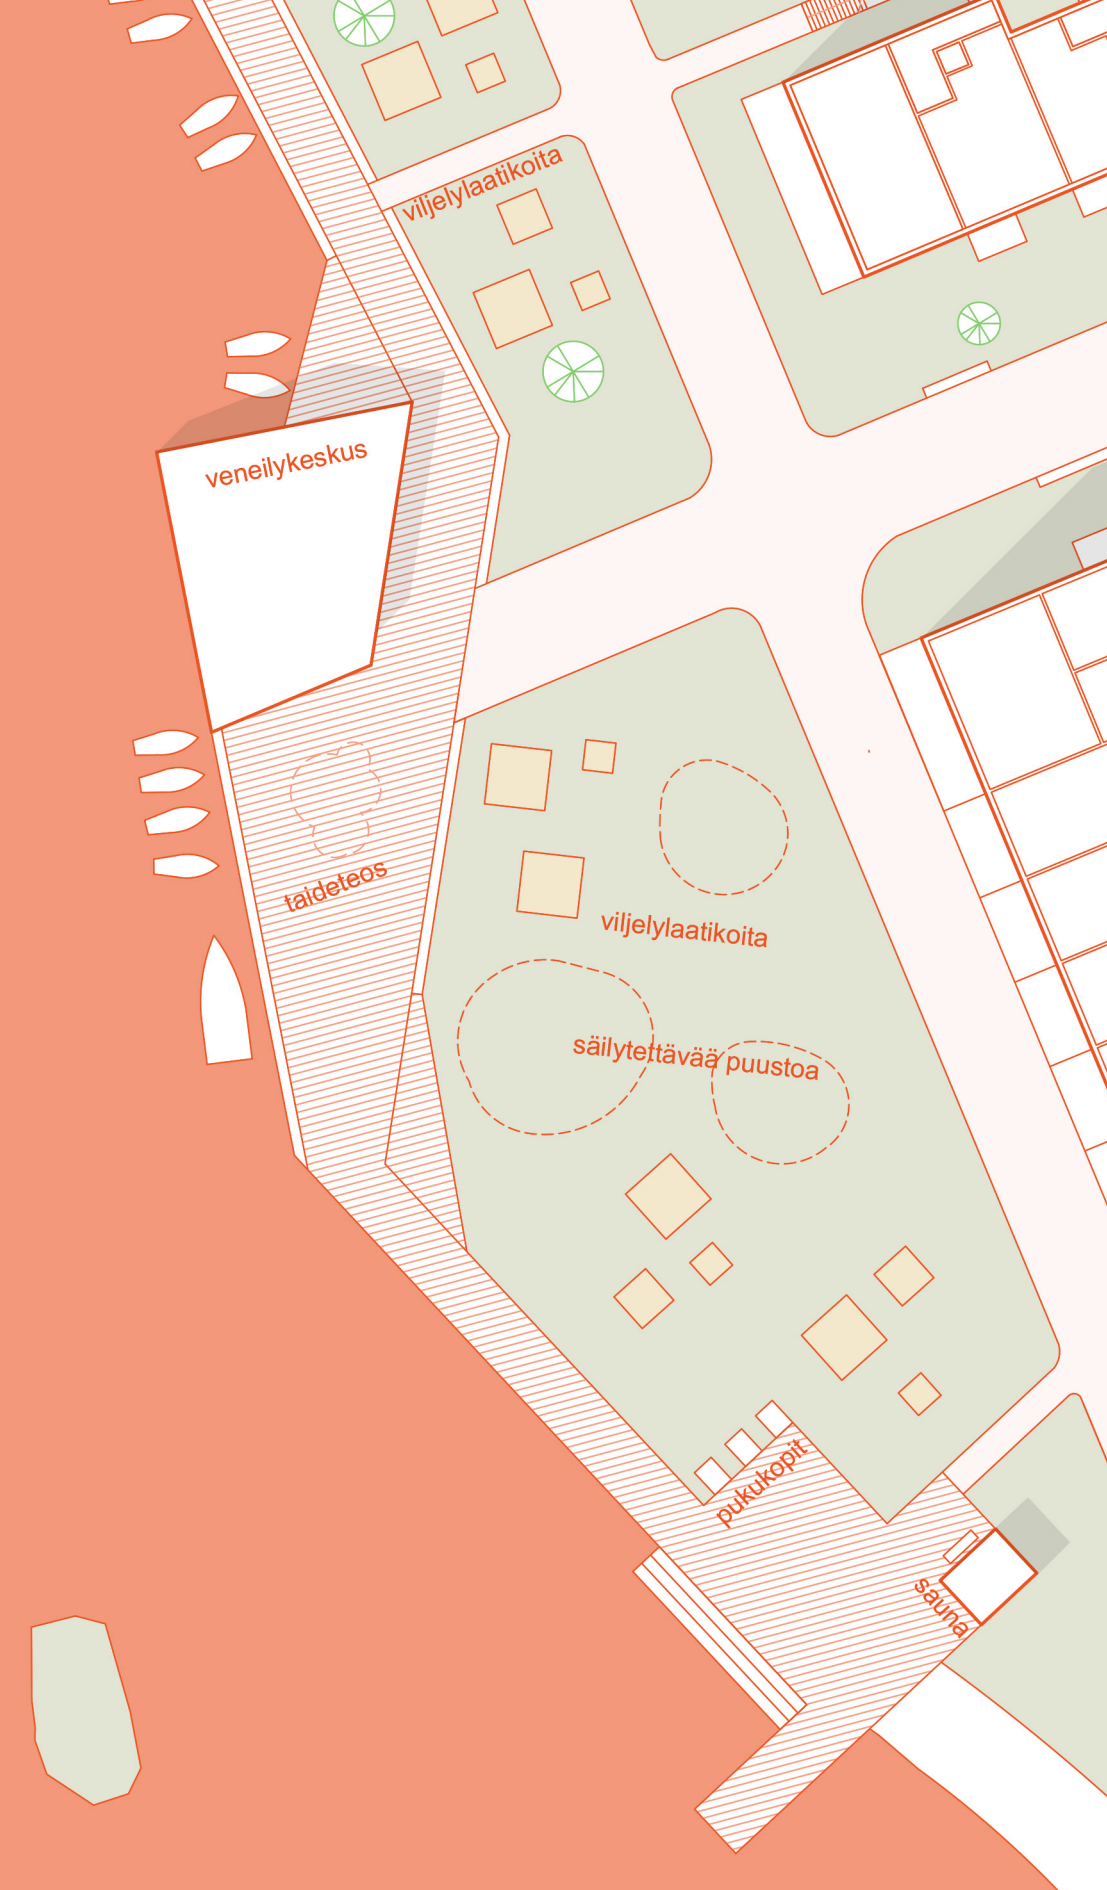 viljelylaatikoita
veneilykeskus
taideteos
viljelylaatikoita
säilytettävää puustoa
pukukopit
sauna